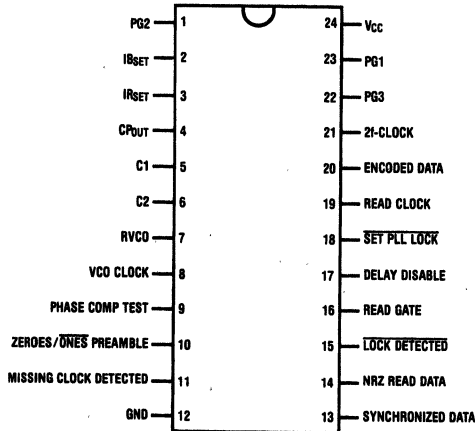 PG2 1 24 VCC
IBSET 2 23 PG1
IRSET 3 22 PG3
CPOUT 4 21 2f-CLOCK
C1 5 20 ENCODED DATA
C2 6 19 READ CLOCK
RVCO 7 18 SET PLL LOCK
VCO CLOCK 8 17 DELAY DISABLE
PHASE COMP TEST 9 16 READ GATE
ZEROES/ONES PREAMBLE 10 15 LOCK DETECTED
MISSING CLOCK DETECTED 11 14 NRZ READ DATA
GND 12 13 SYNCHRONIZED DATA